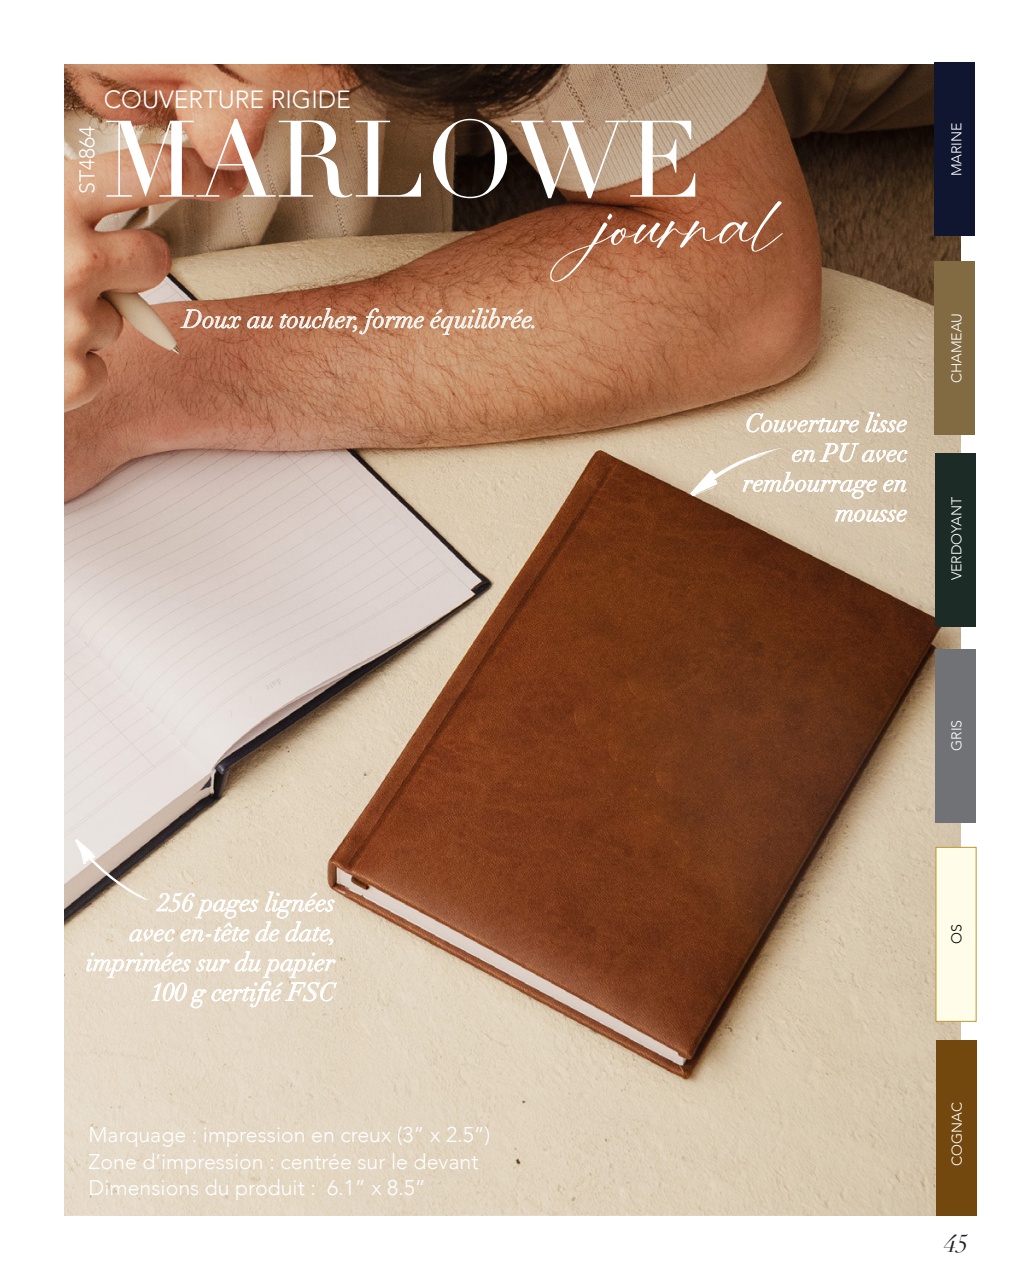 COUVERTURE RIGIDE
ST4864
MARLOWE
journal
Doux au toucher, forme équilibrée.
Couverture lisse
en PU avec
rembourrage en
mousse
256 pages lignées
avec en-tête de date,
imprimées sur du papier
100 g certifié FSC
Marquage : impression en creux (3” x 2.5”)
Zone d’impression : centrée sur le devant
Dimensions du produit :  6.1” x 8.5”
MARINE
CHAMEAU
VERDOYANT
GRIS
OS
COGNAC
45